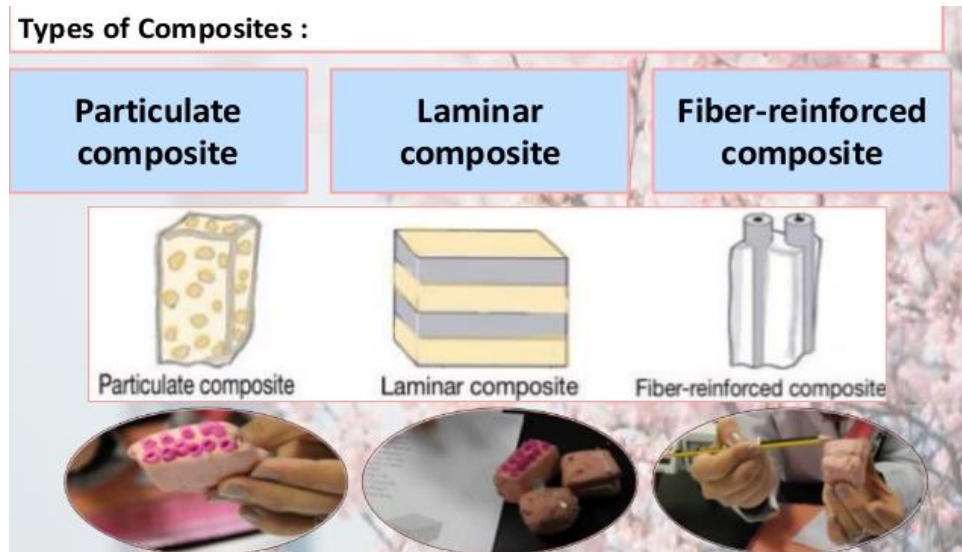 Types of Composites :
Particulate
composite
Laminar
composite
Fiber-reinforced
composite
Particulate composite
Laminar composite
Fiber-reinforced composite